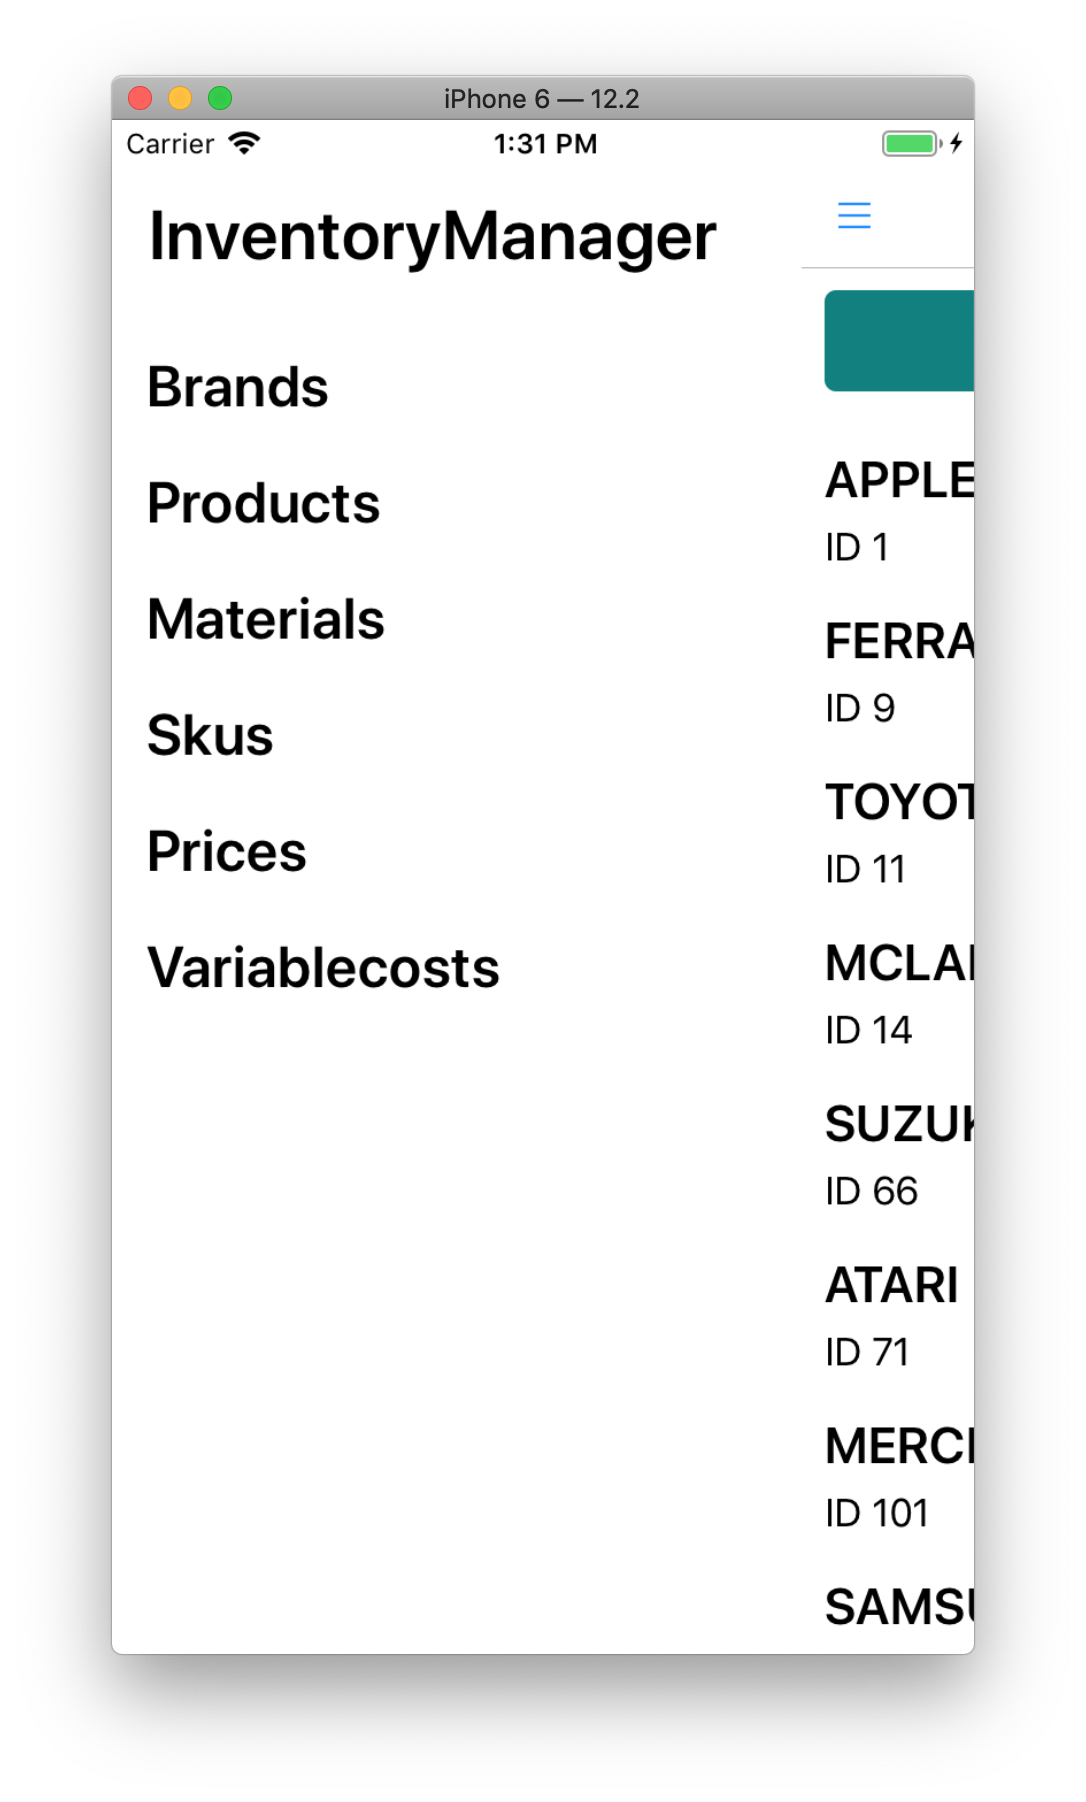 iPhone 6 — 12.2
Carrier 1:31 PM
InventoryManager
Brands
Products
Materials
Skus
Prices
Variablecosts
APPLE
ID 1
FERRA
ID 9
TOYOT
ID 11
MCLA
ID 14
SUZU
ID 66
ATARI
ID 71
MERC
ID 101
SAMS